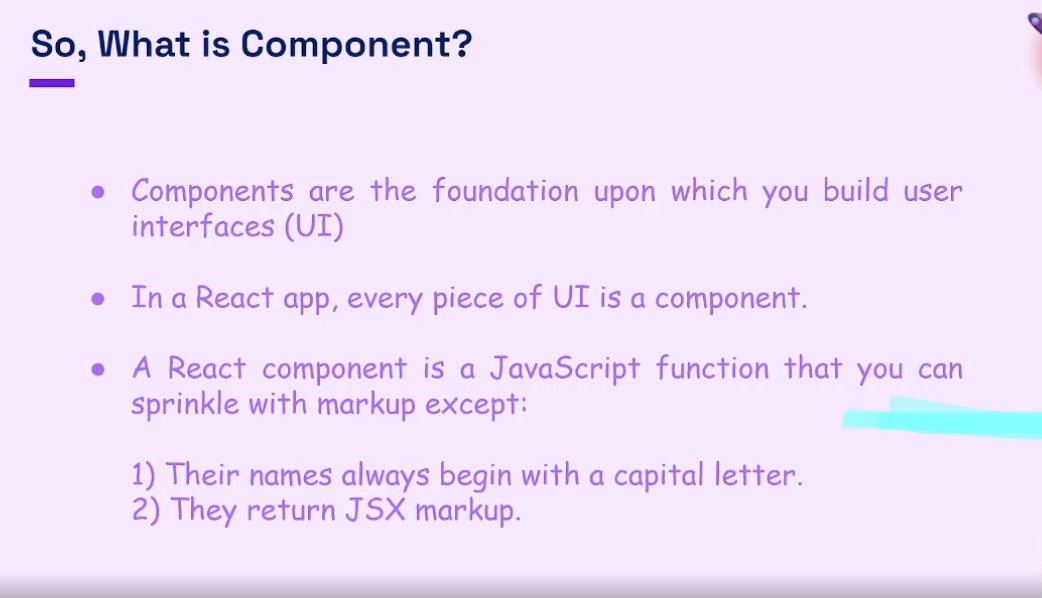 So, What is Component?
● Components are the foundation upon which you build user
interfaces (UI)
● In a React app, every piece of UI is a component.
● A React component is a JavaScript function that you can
sprinkle with markup except:
1) Their names always begin with a capital letter.
2) They return JSX markup.